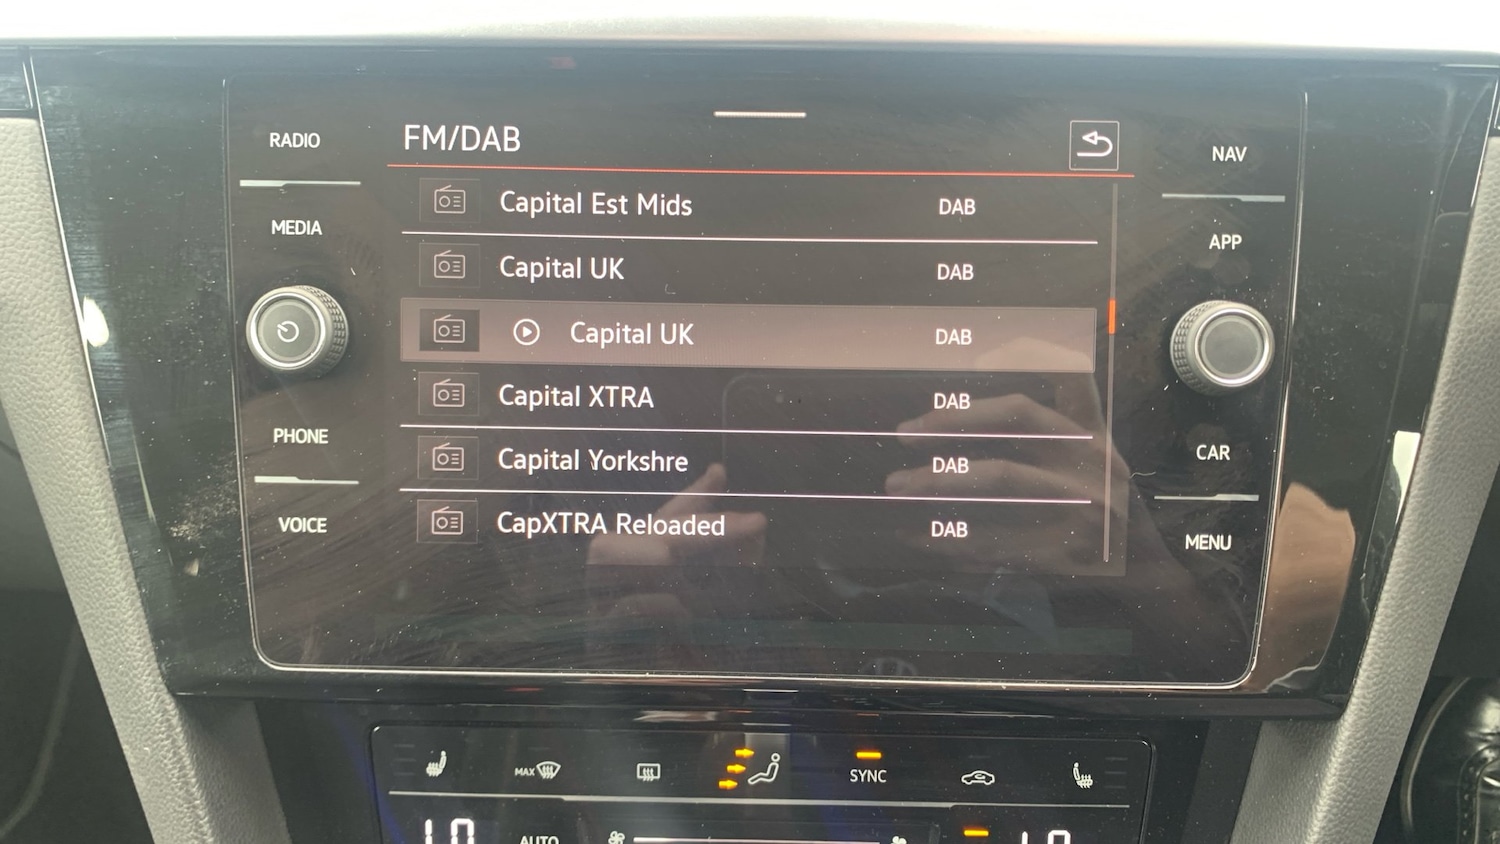 RADIO
MEDIA
PHONE
VOICE
FM/DAB
Capital Est Mids DAB
Capital UK DAB
Capital UK DAB
Capital XTRA DAB
Capital Yorkshre DAB
CapXTRA Reloaded DAB
NAV
APP
CAR
MENU
MAX
SYNC
AUTO